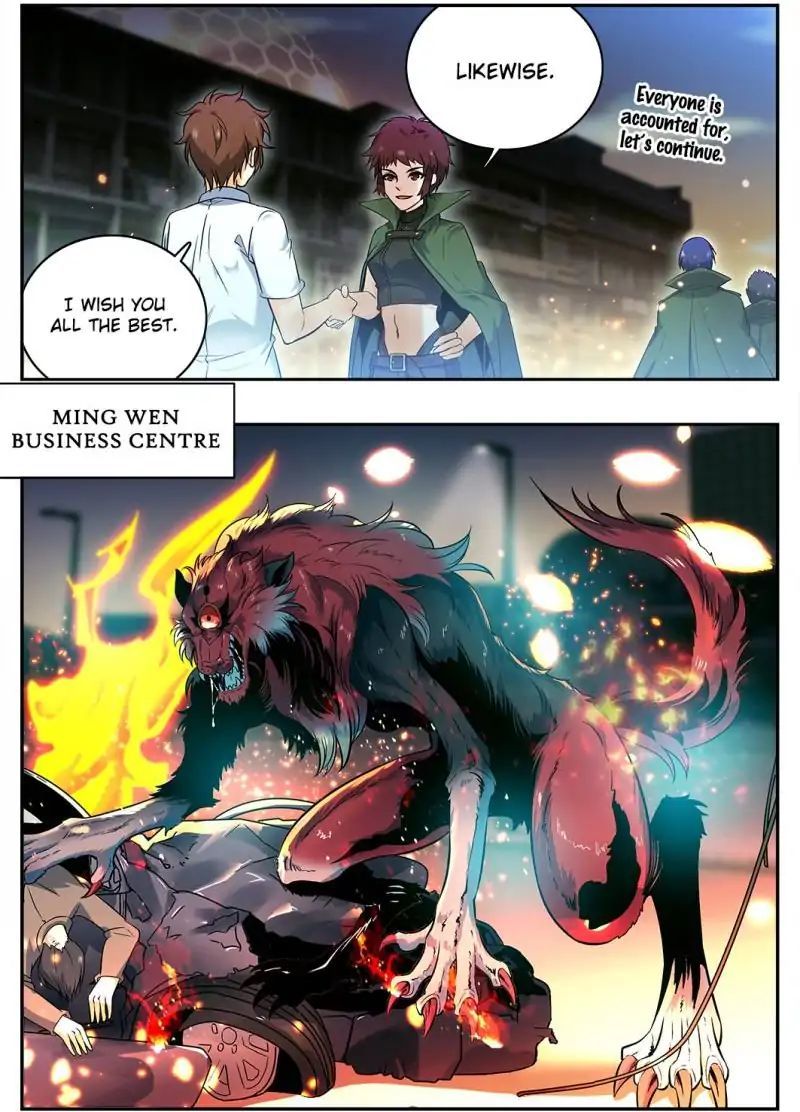 LIKEWISE.
Everyone is
accounted for,
let's continue.
I WISH YOU
ALL THE BEST.
MING WEN
BUSINESS CENTRE